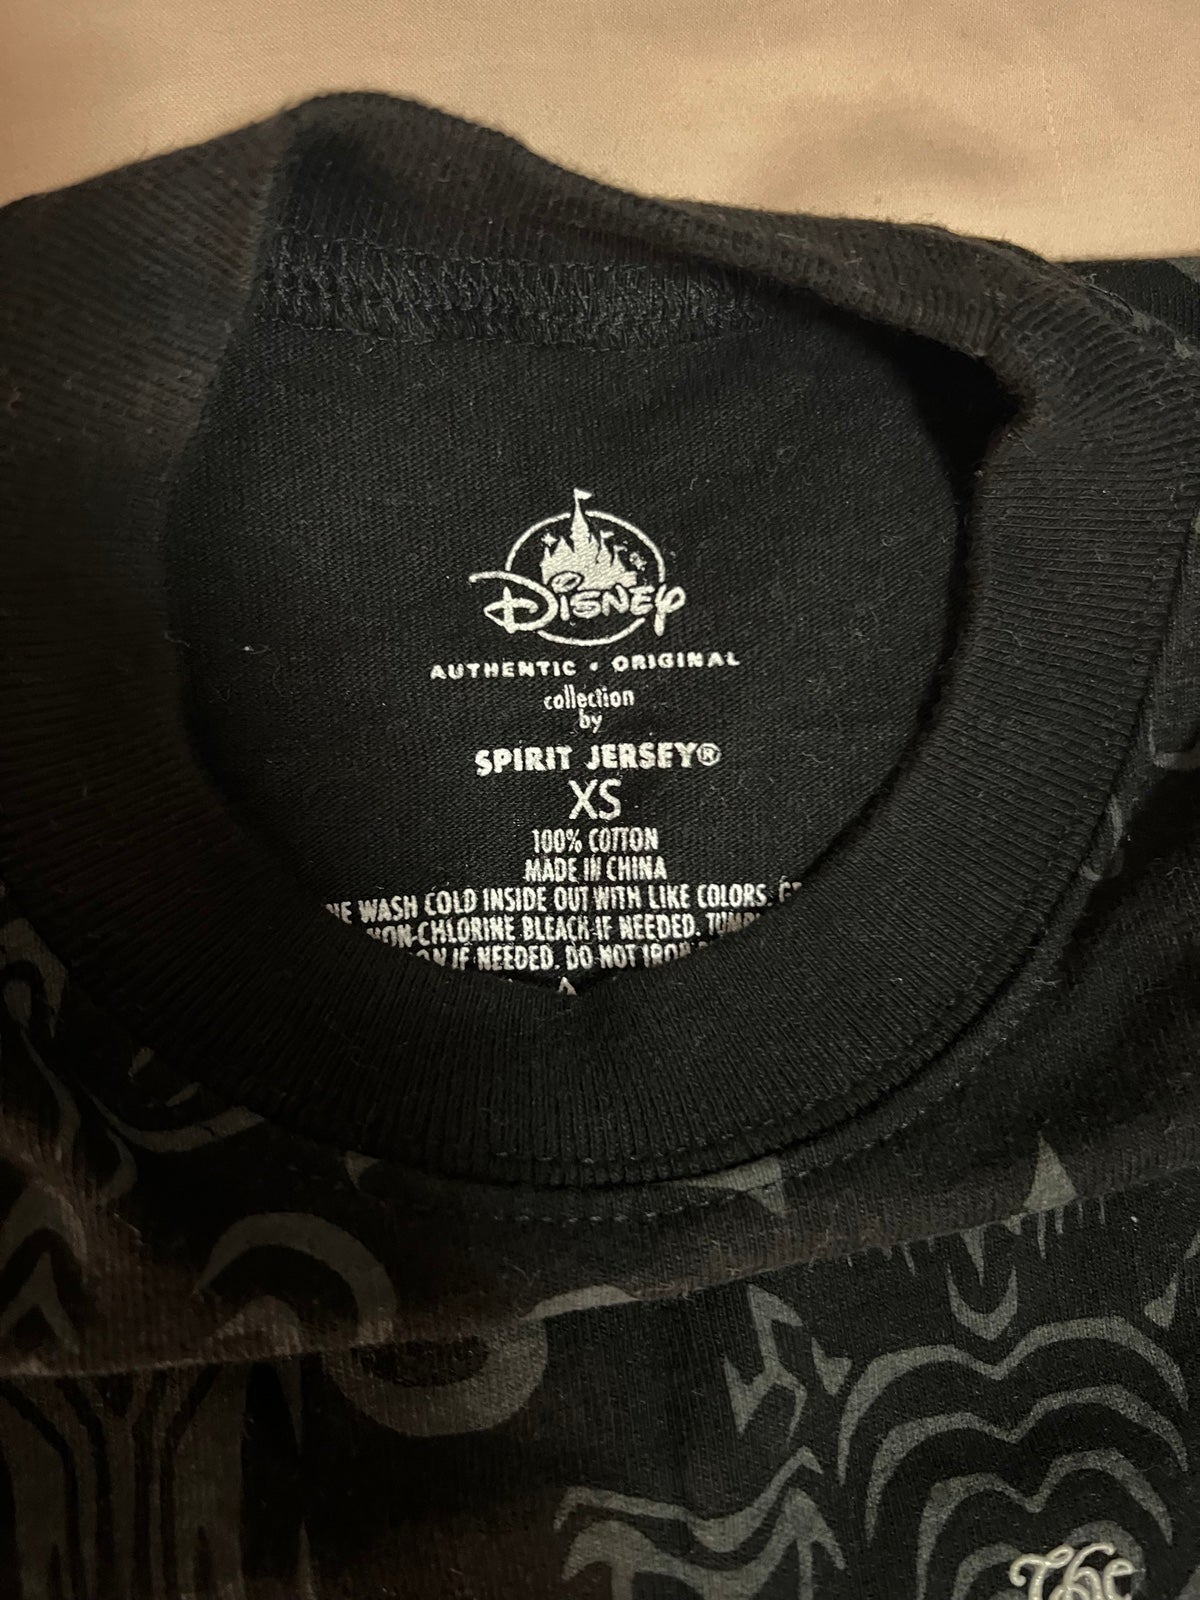 Disney
AUTHENTIC • ORIGINAL
collection
by
SPIRIT JERSEY®
XS
100% COTTON
MADE IN CHINA
WASH COLD INSIDE OUT WITH LIKE COLORS.
NON-CHLORINE BLEACH IF NEEDED.
IF NEEDED. DO NOT IRON
The